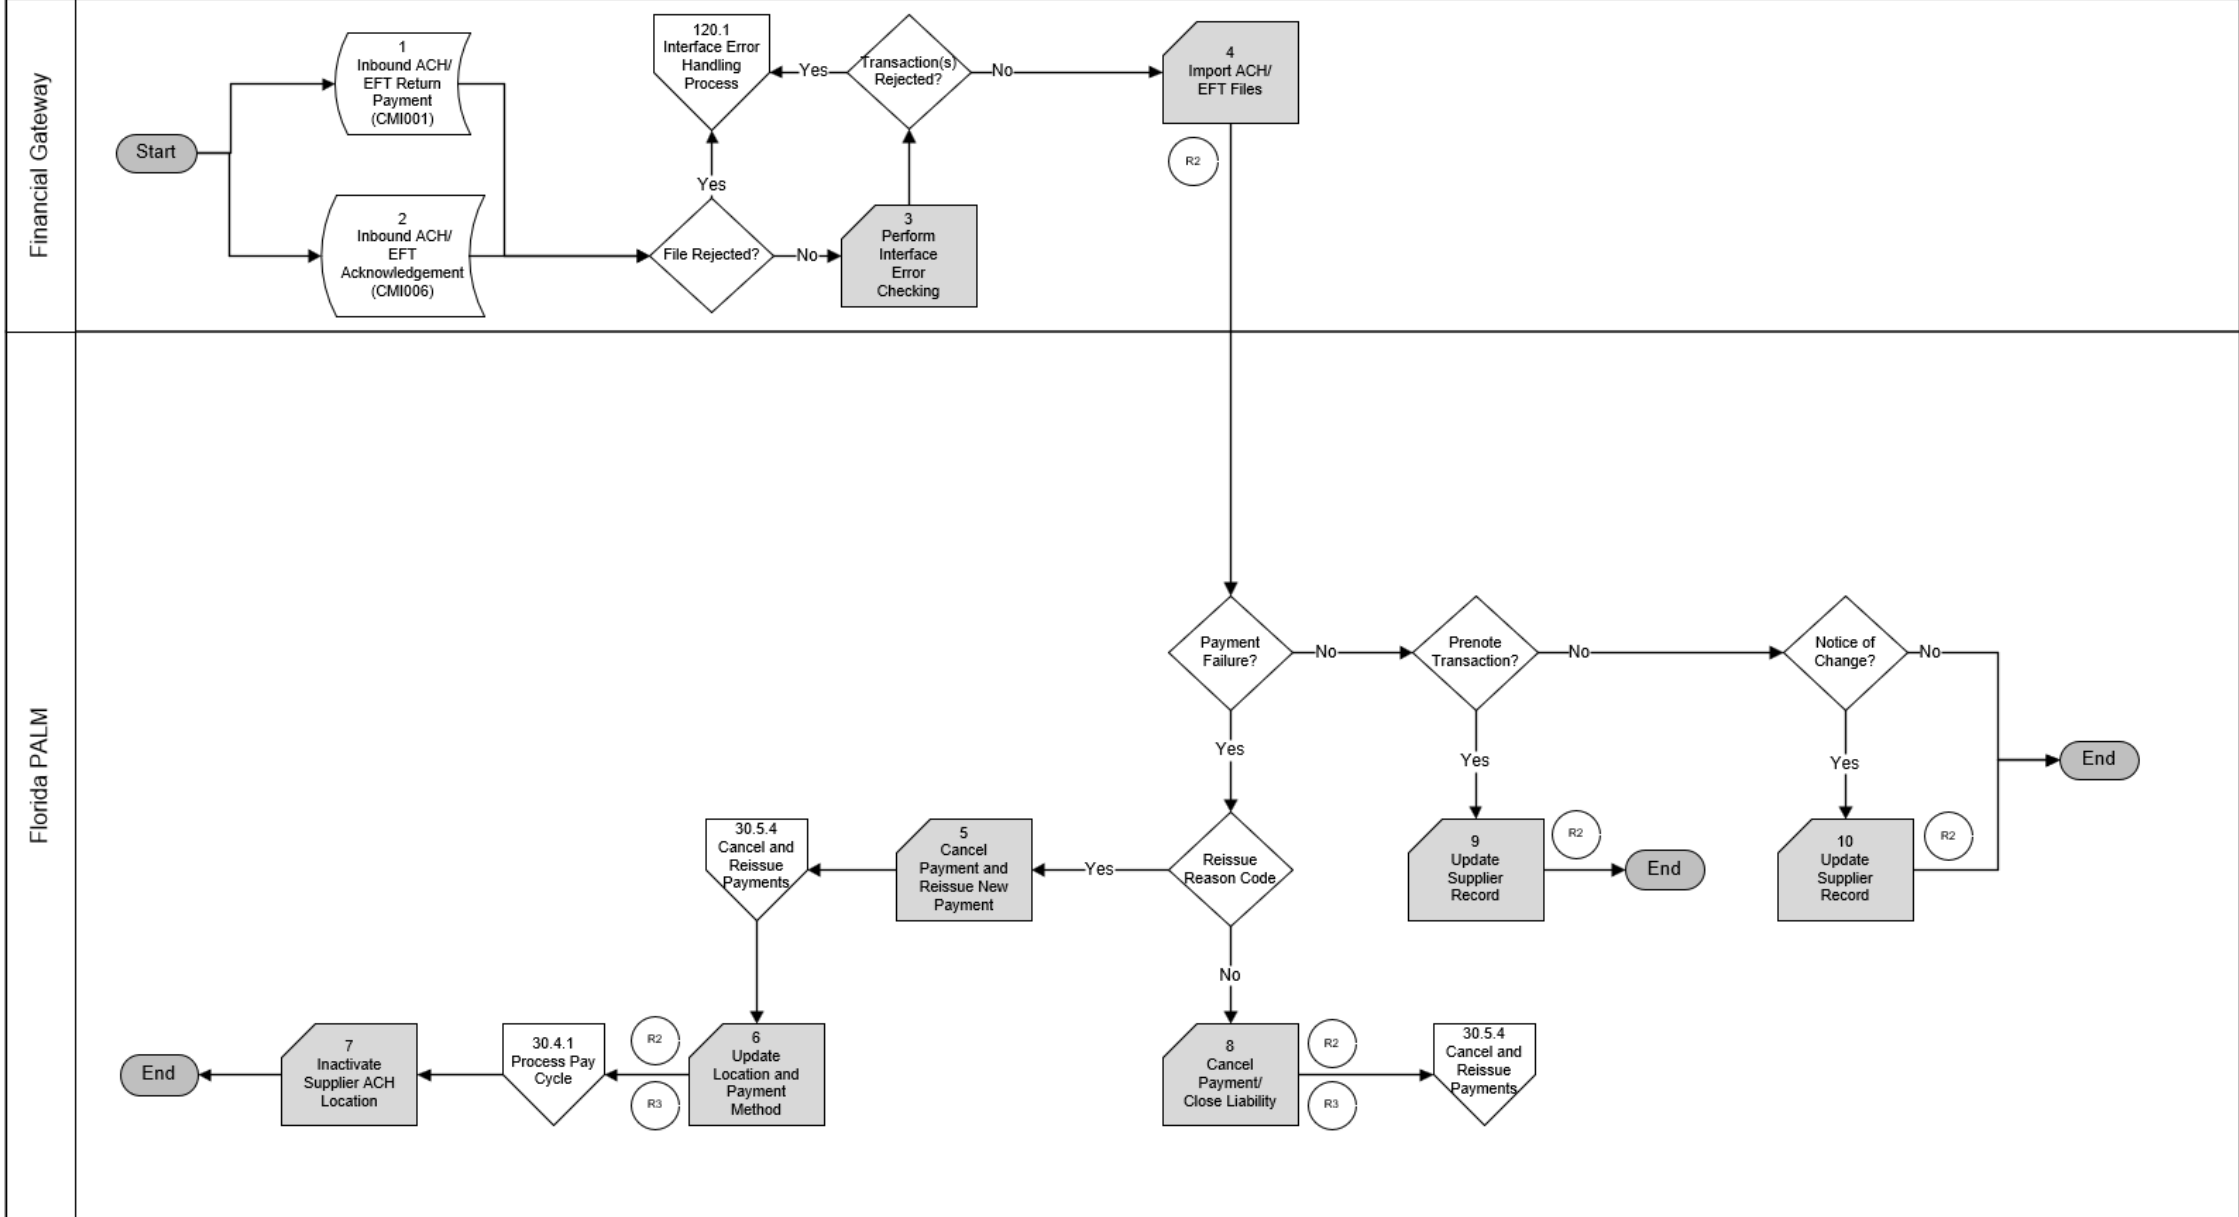 Financial Gateway
Start
1
Inbound ACH/
EFT Return
Payment
(CMI001)
2
Inbound ACH/
EFT
Acknowledgement
(CMI006)
File Rejected?
Yes
No
120.1
Interface Error
Handling
Process
3
Perform
Interface
Error
Checking
Transaction(s)
Rejected?
Yes
No
4
Import ACH/
EFT Files
R2
Florida PALM
Payment
Failure?
No
Yes
Prenote
Transaction?
No
Yes
Notice of
Change?
No
Yes
End
Reissue
Reason Code
Yes
No
5
Cancel
Payment and
Reissue New
Payment
30.5.4
Cancel and
Reissue
Payments
9
Update
Supplier
Record
R2
End
10
Update
Supplier
Record
R2
6
Update
Location and
Payment
Method
R2
R3
30.4.1
Process Pay
Cycle
7
Inactivate
Supplier ACH
Location
End
8
Cancel
Payment/
Close Liability
R2
R3
30.5.4
Cancel and
Reissue
Payments